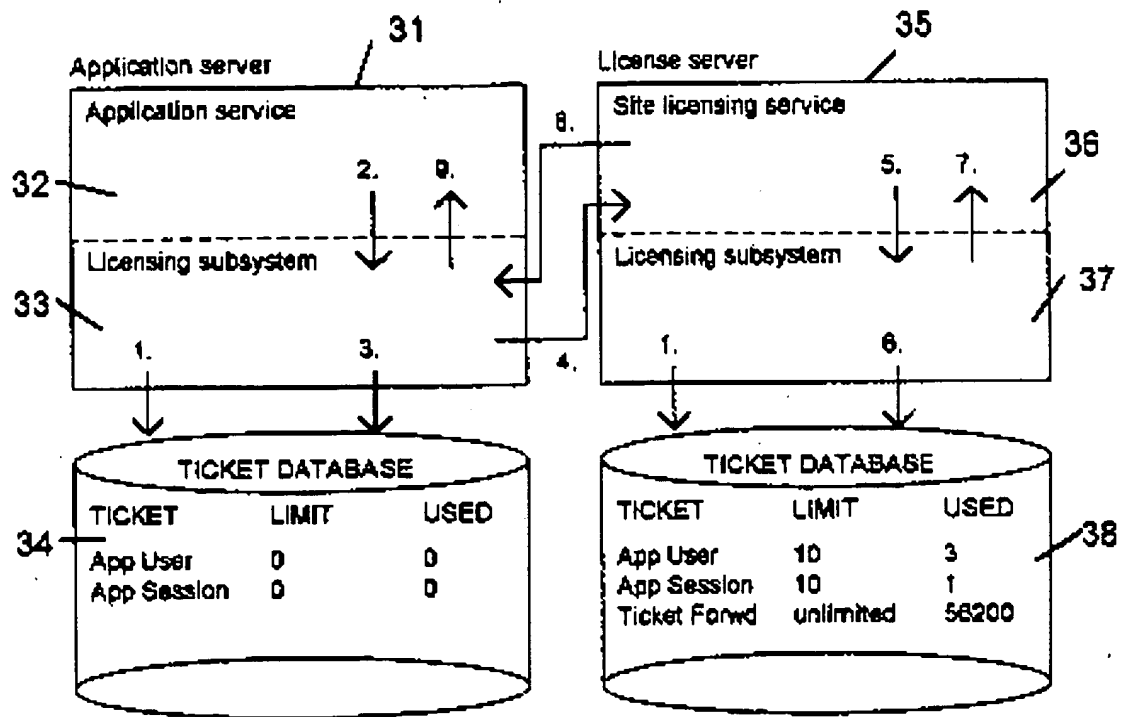 31
35
Application server
License server
Application service
Site licensing service
8.
32
2.
9.
5.
7.
36
Licensing subsystem
Licensing subsystem
33
37
1.
3.
4.
1.
6.
TICKET DATABASE
TICKET DATABASE
TICKET LIMIT USED
TICKET LIMIT USED
34
38
App User 0 0
App Session 0 0
App User 10 3
App Session 10 1
Ticket Forwd unlimited 56200